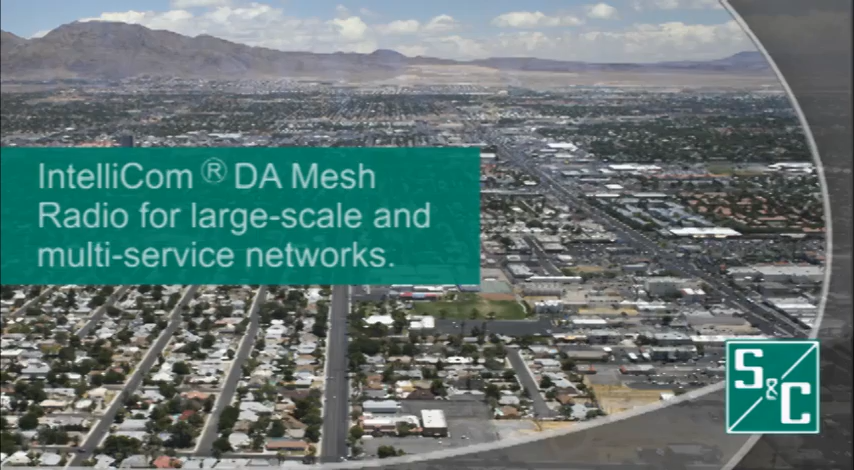 IntelliCom® DA Mesh
Radio for large-scale and
multi-service networks.
S&C